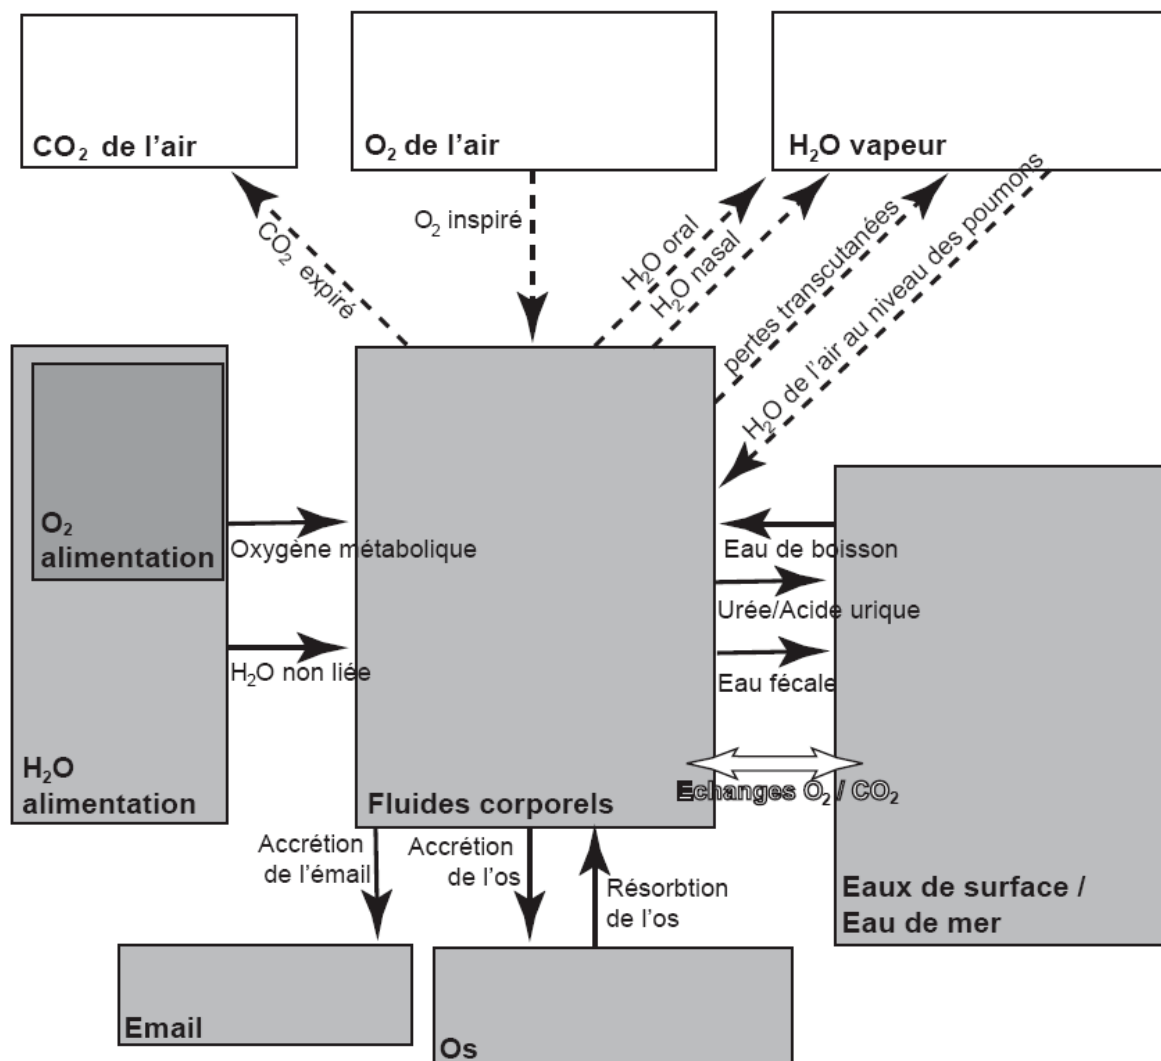 CO₂ de l'air
O₂ de l'air
H₂O vapeur
CO₂ expiré
O₂ inspiré
H₂O oral
H₂O nasal
pertes transcutanées
H₂O de l'air au niveau des poumons
O₂
alimentation
Oxygène métabolique
H₂O non liée
H₂O
alimentation
Fluides corporels
Eau de boisson
Urée/Acide urique
Eau fécale
Echanges O₂ / CO₂
Eaux de surface /
Eau de mer
Accrétion
de l'émail
Accrétion
de l'os
Résorbtion
de l'os
Email
Os